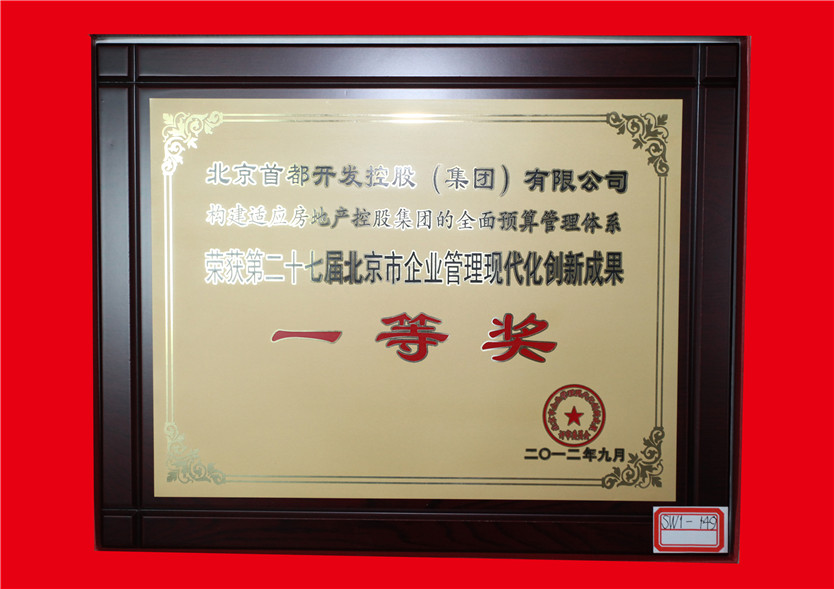 北京首都开发控股（集团）有限公司
构建适应房地产控股集团的全面预算管理体系
荣获第二十七届北京市企业管理现代化创新成果
一等奖
二〇一二年九月
SW1-149